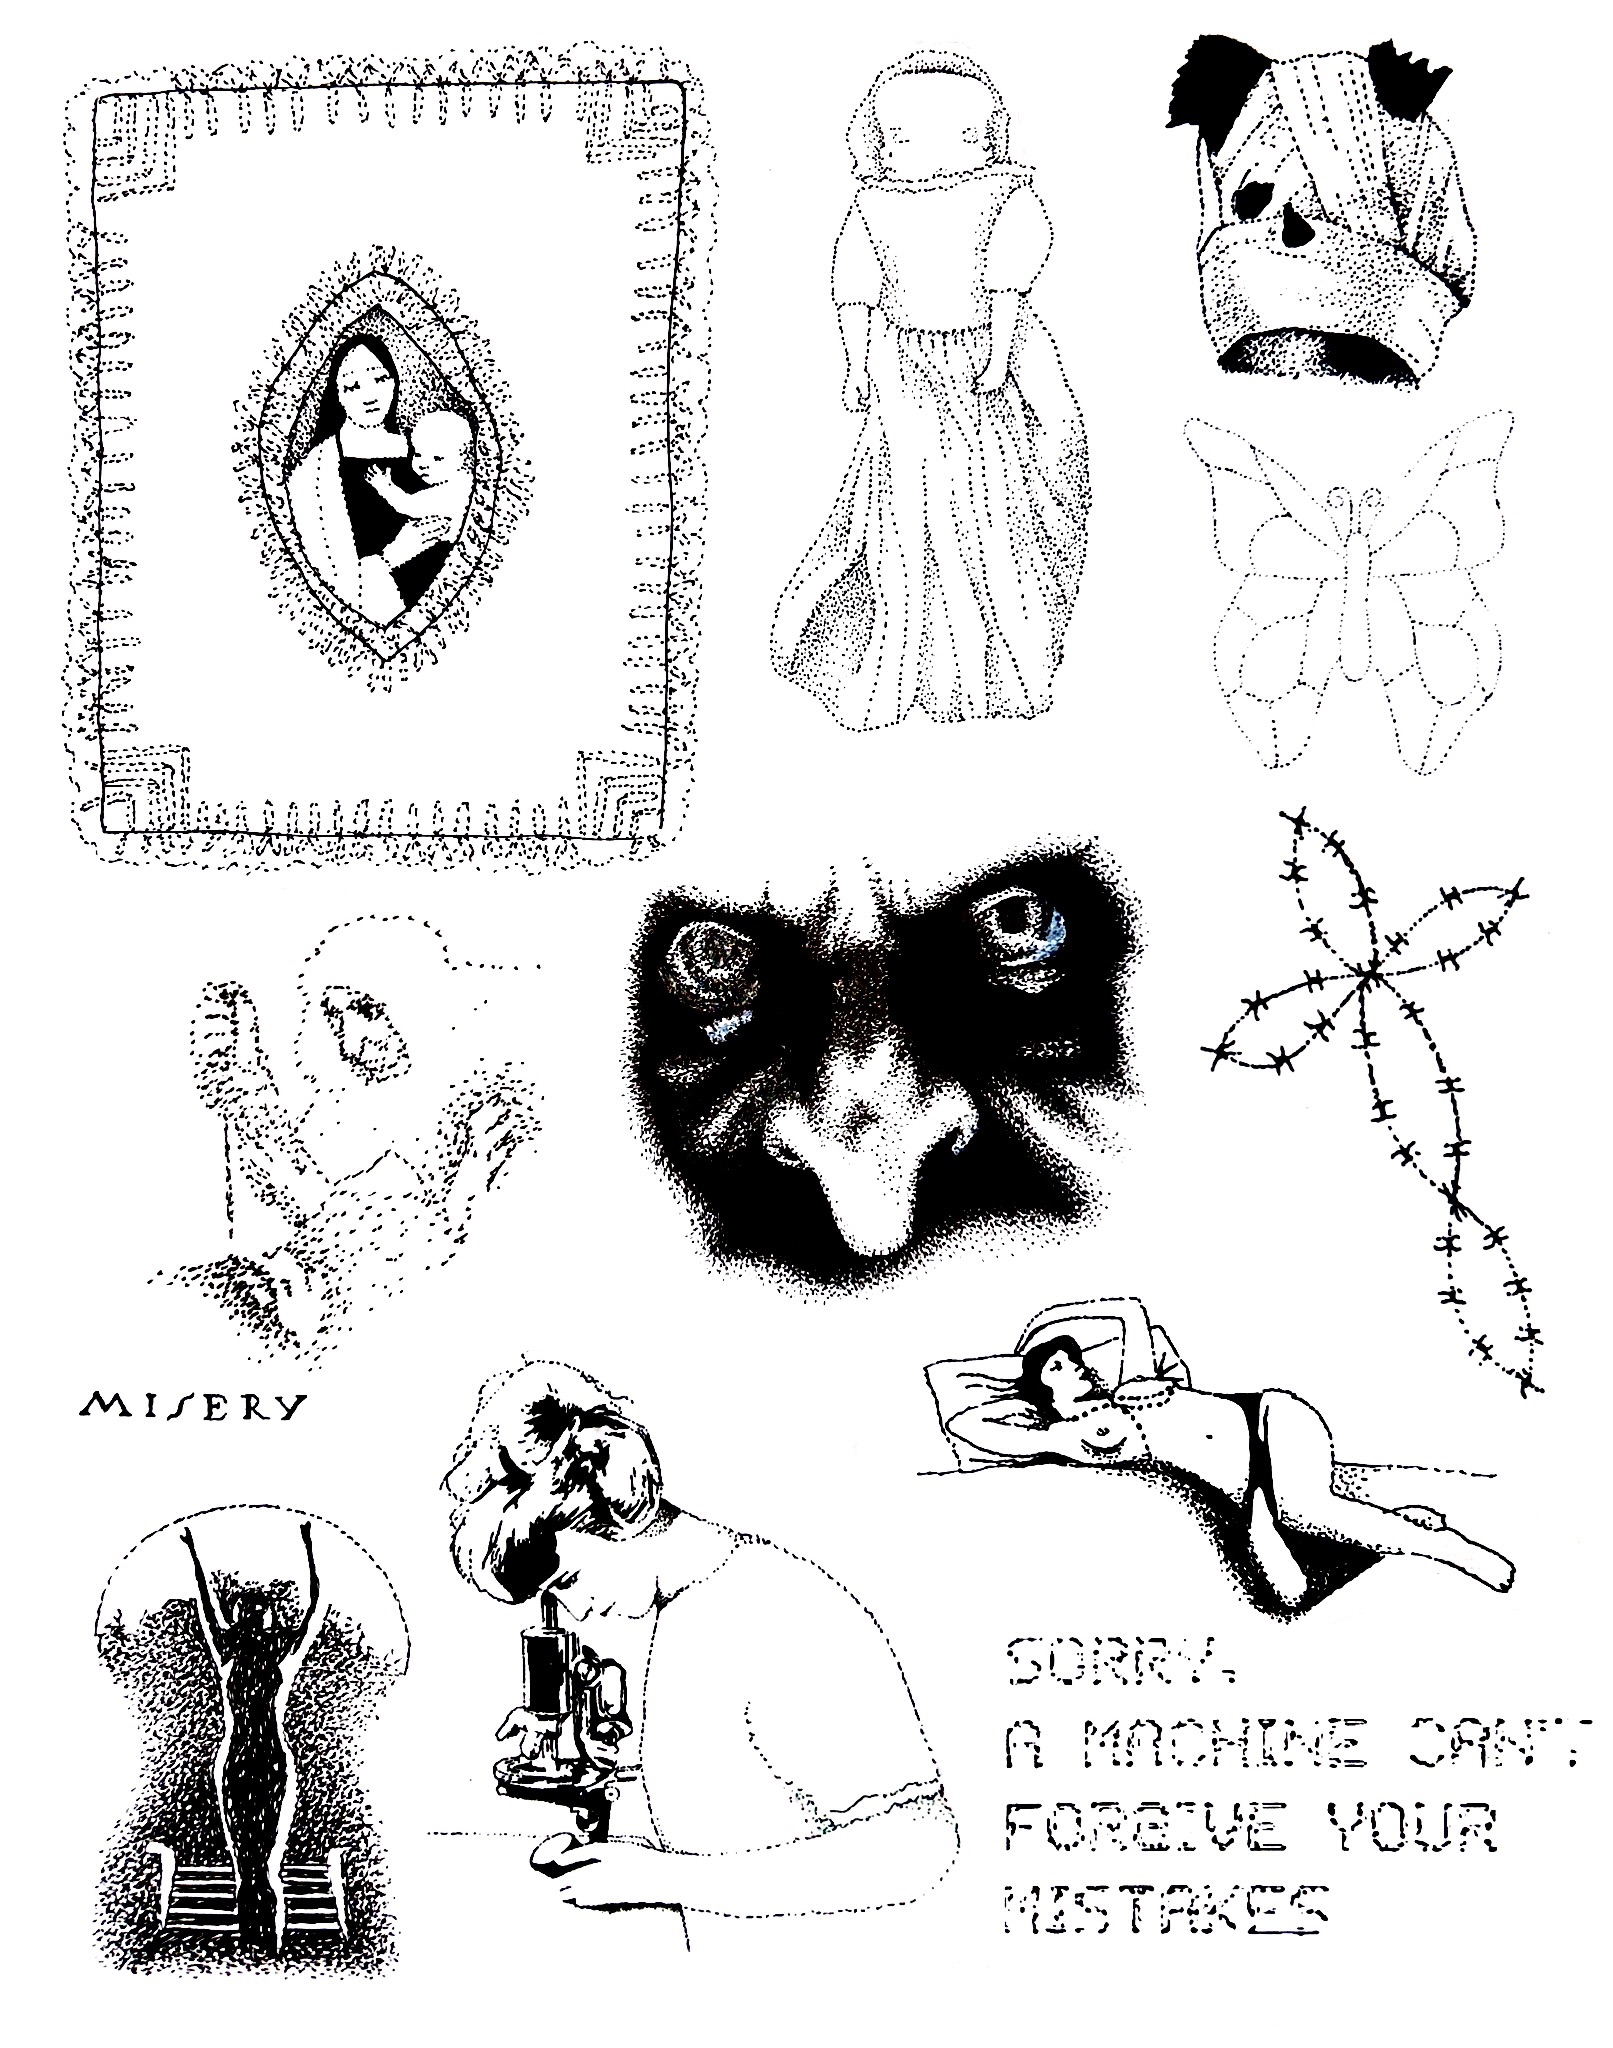 MISERY
SORRY.
A MACHINE CAN'T
FORGIVE YOUR
MISTAKES